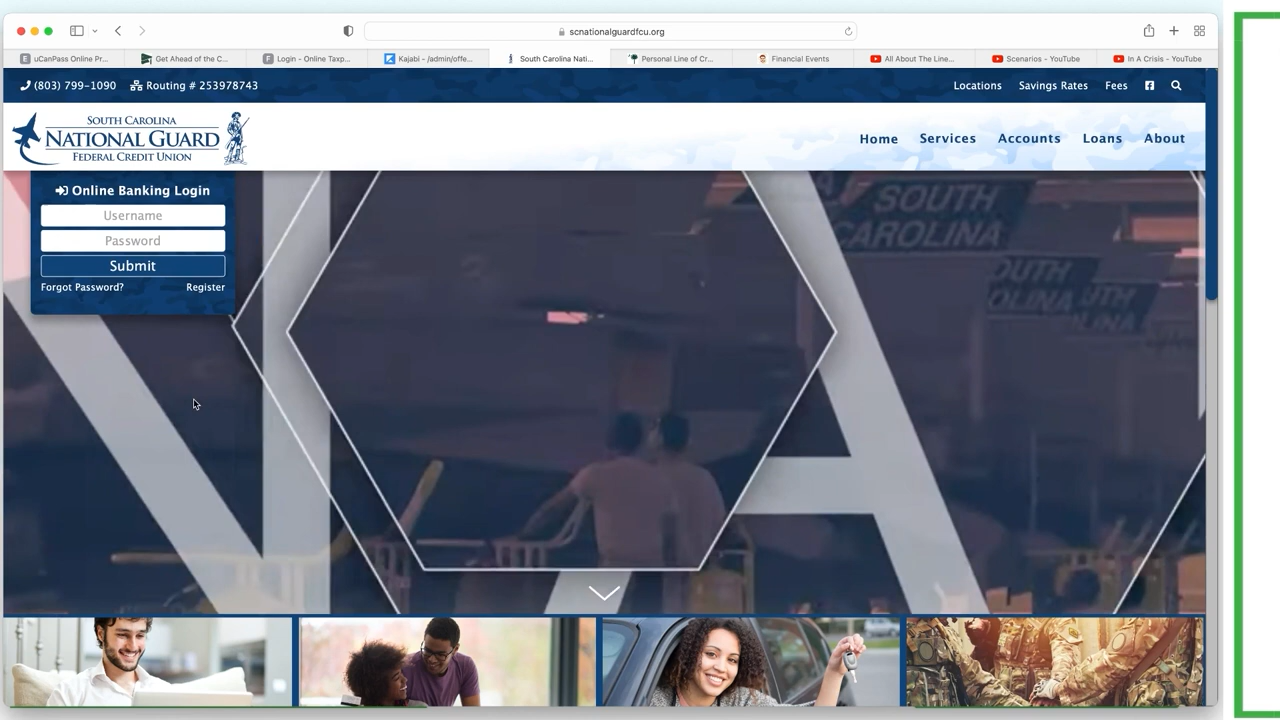 scnationalguardfcu.org
uCanPass Online Pr...
Get Ahead of the C...
Login - Online Taxp...
Kajabi - /admin/offe...
South Carolina Nati...
Personal Line of Cr...
Financial Events
All About The Line...
Scenarios - YouTube
In A Crisis - YouTube
(803) 799-1090
Routing # 253978743
Locations
Savings Rates
Fees
SOUTH CAROLINA
NATIONAL GUARD
FEDERAL CREDIT UNION
Home
Services
Accounts
Loans
About
Online Banking Login
Username
Password
Submit
Forgot Password?
Register
SOUTH
CAROLINA